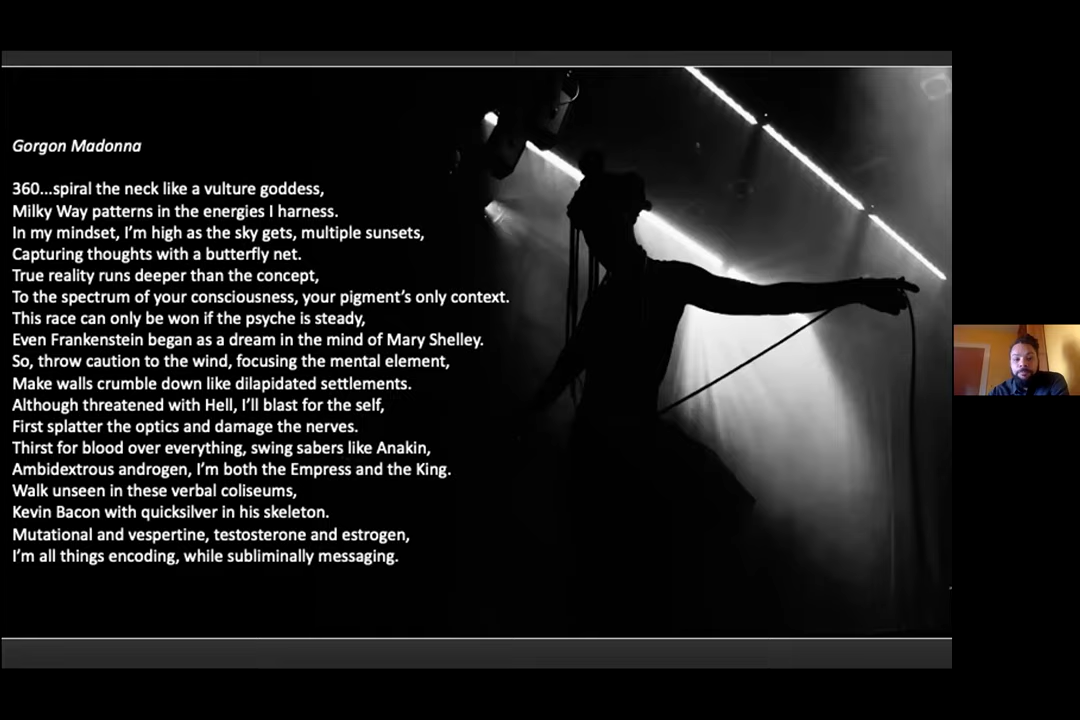 Gorgon Madonna
360...spiral the neck like a vulture goddess,
Milky Way patterns in the energies I harness.
In my mindset, I'm high as the sky gets, multiple sunsets,
Capturing thoughts with a butterfly net.
True reality runs deeper than the concept,
To the spectrum of your consciousness, your pigment's only context.
This race can only be won if the psyche is steady,
Even Frankenstein began as a dream in the mind of Mary Shelley.
So, throw caution to the wind, focusing the mental element,
Make walls crumble down like dilapidated settlements.
Although threatened with Hell, I'll blast for the self,
First splatter the optics and damage the nerves.
Thirst for blood over everything, swing sabers like Anakin,
Ambidextrous androgen, I'm both the Empress and the King.
Walk unseen in these verbal coliseums,
Kevin Bacon with quicksilver in his skeleton.
Mutational and vespertine, testosterone and estrogen,
I'm all things encoding, while subliminally messaging.